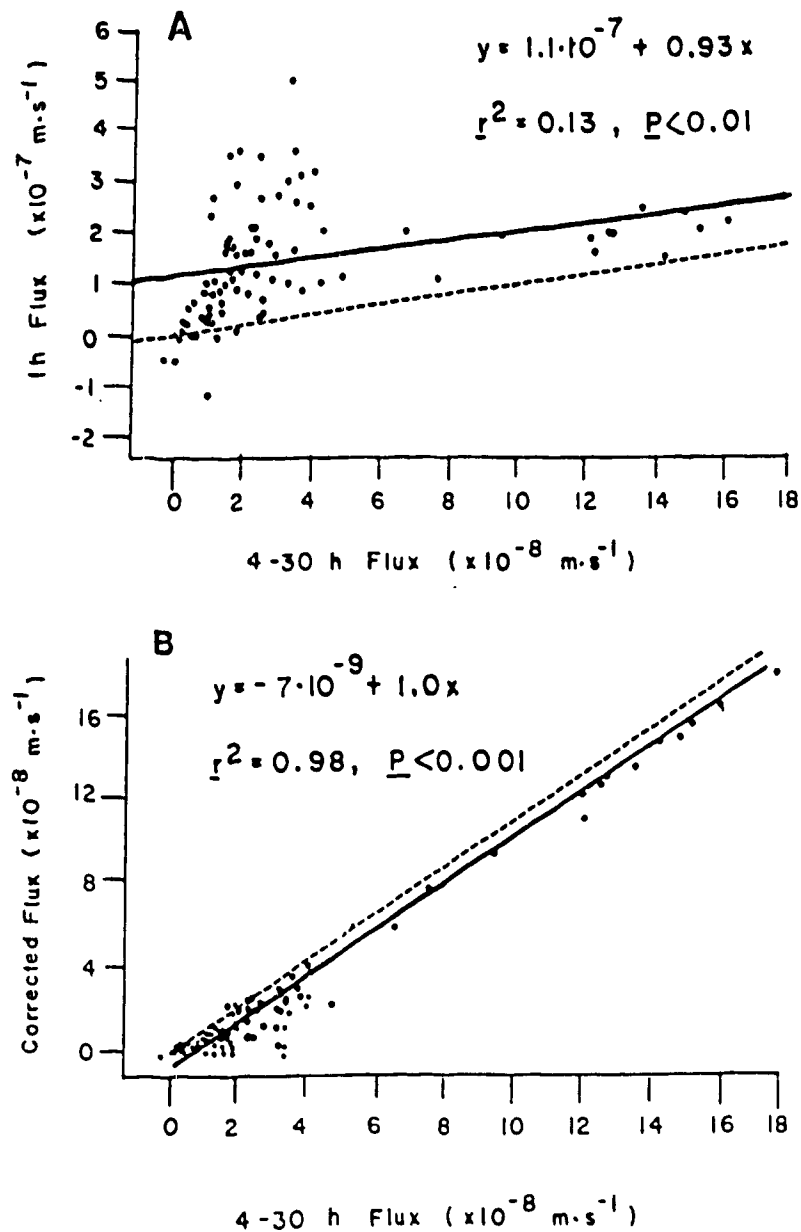 A
y = 1.1·10^-7 + 0.93 x
r^2 = 0.13 , P<0.01
1h Flux (x10^-7 m·s^-1)
6
5
4
3
2
1
0
-1
-2
0 2 4 6 8 10 12 14 16 18
4-30 h Flux (x10^-8 m·s^-1)
B
y = - 7·10^-9 + 1.0 x
r^2 = 0.98, P<0.001
Corrected Flux (x10^-8 m·s^-1)
16
12
8
4
0
0 2 4 6 8 10 12 14 16 18
4-30 h Flux (x10^-8 m·s^-1)